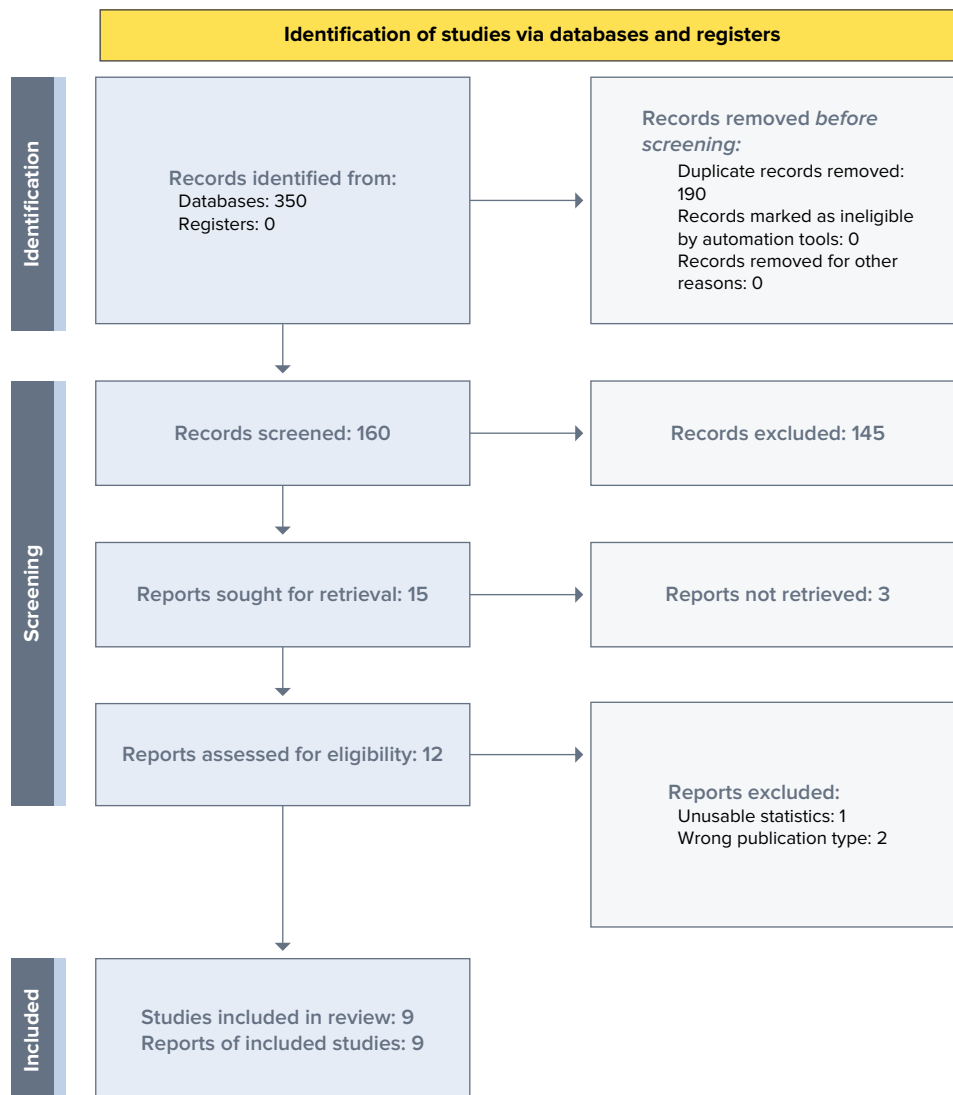 Identification of studies via databases and registers
Identification
Records identified from:
Databases: 350
Registers: 0
Records removed before
screening:
Duplicate records removed:
190
Records marked as ineligible
by automation tools: 0
Records removed for other
reasons: 0
Screening
Records screened: 160
Records excluded: 145
Reports sought for retrieval: 15
Reports not retrieved: 3
Reports assessed for eligibility: 12
Reports excluded:
Unusable statistics: 1
Wrong publication type: 2
Included
Studies included in review: 9
Reports of included studies: 9